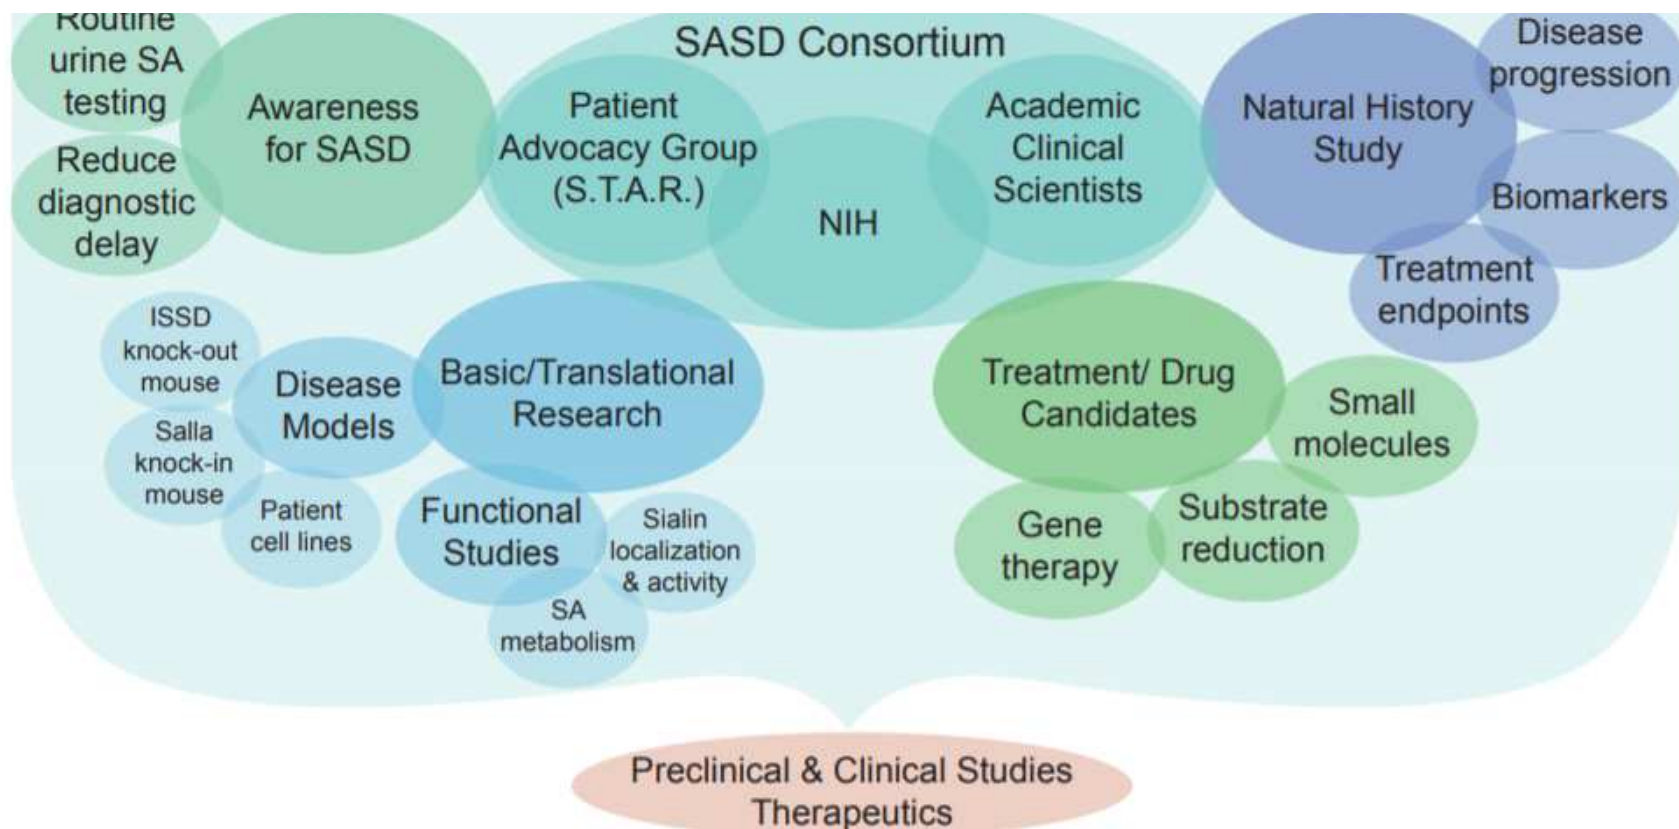 Routine
urine SA
testing
Reduce
diagnostic
delay
Awareness
for SASD
SASD Consortium
Patient
Advocacy Group
(S.T.A.R.)
NIH
Academic
Clinical
Scientists
Natural History
Study
Disease
progression
Biomarkers
Treatment
endpoints
ISSD
knock-out
mouse
Salla
knock-in
mouse
Patient
cell lines
Disease
Models
Basic/Translational
Research
Functional
Studies
Sialin
localization
& activity
SA
metabolism
Treatment/ Drug
Candidates
Small
molecules
Substrate
reduction
Gene
therapy
Preclinical & Clinical Studies
Therapeutics